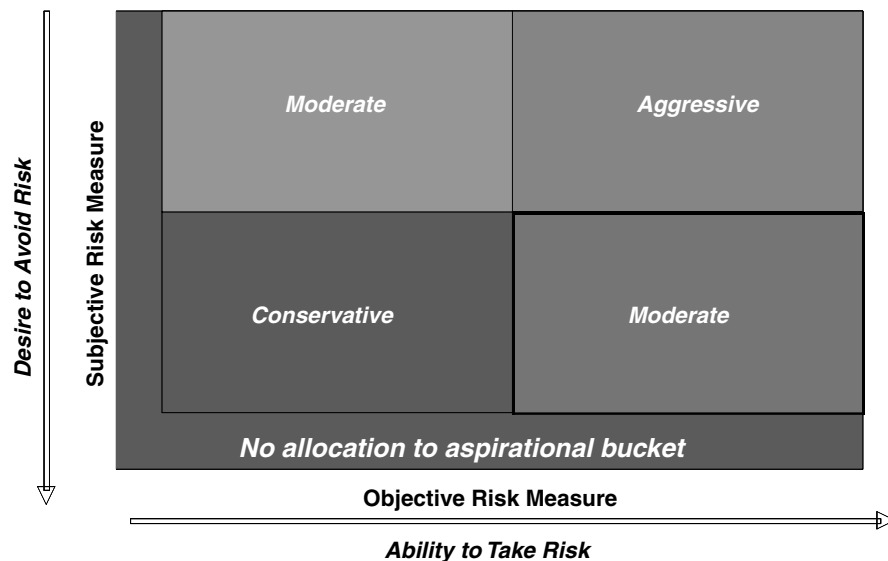 Desire to Avoid Risk
Subjective Risk Measure
Moderate
Aggressive
Conservative
Moderate
No allocation to aspirational bucket
Objective Risk Measure
Ability to Take Risk